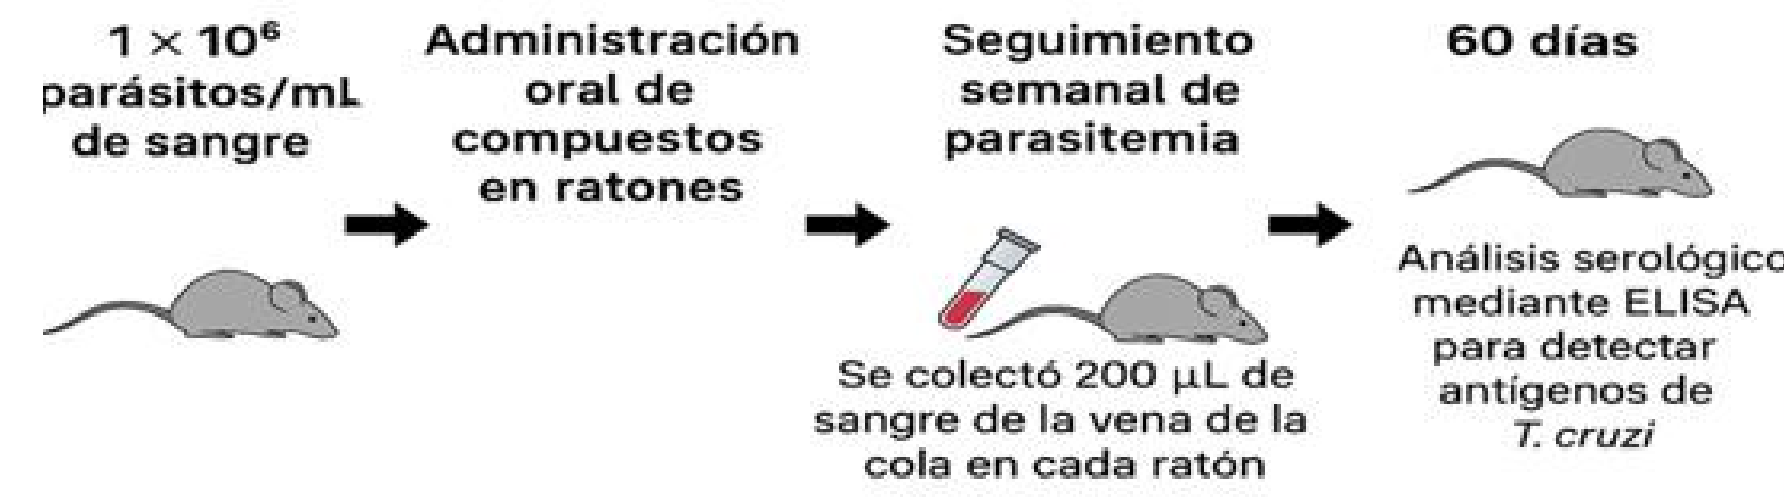 1 × 10⁶
parásitos/mL
de sangre
Administración
oral de
compuestos
en ratones
Seguimiento
semanal de
parasitemia
Se colectó 200 µL de
sangre de la vena de la
cola en cada ratón
60 días
Análisis serológico
mediante ELISA
para detectar
antígenos de
T. cruzi